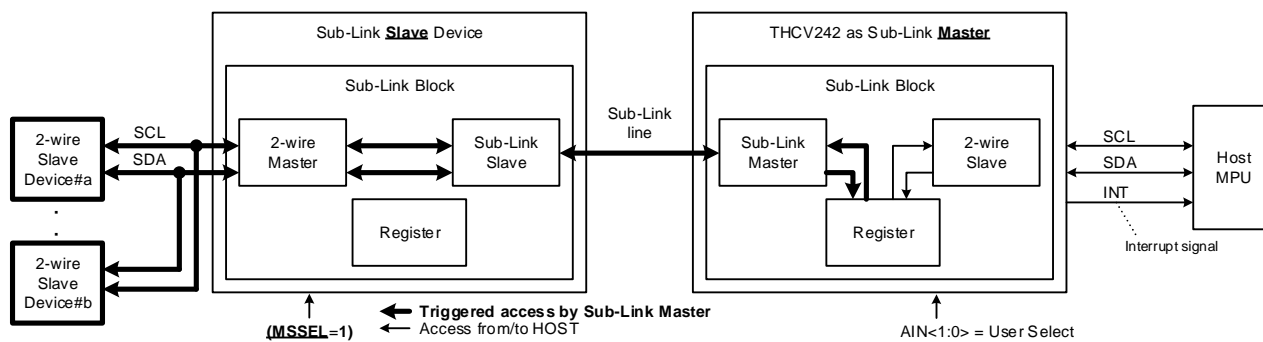 Sub-Link Slave Device
THCV242 as Sub-Link Master
Sub-Link Block
Sub-Link Block
2-wire
Slave
Device#a
SCL
SDA
2-wire
Master
Sub-Link
Slave
Register
Sub-Link
line
Sub-Link
Master
2-wire
Slave
Register
SCL
SDA
INT
Host
MPU
Interrupt signal
.
.
2-wire
Slave
Device#b
(MSSEL=1)
Triggered access by Sub-Link Master
Access from/to HOST
AIN<1:0> = User Select